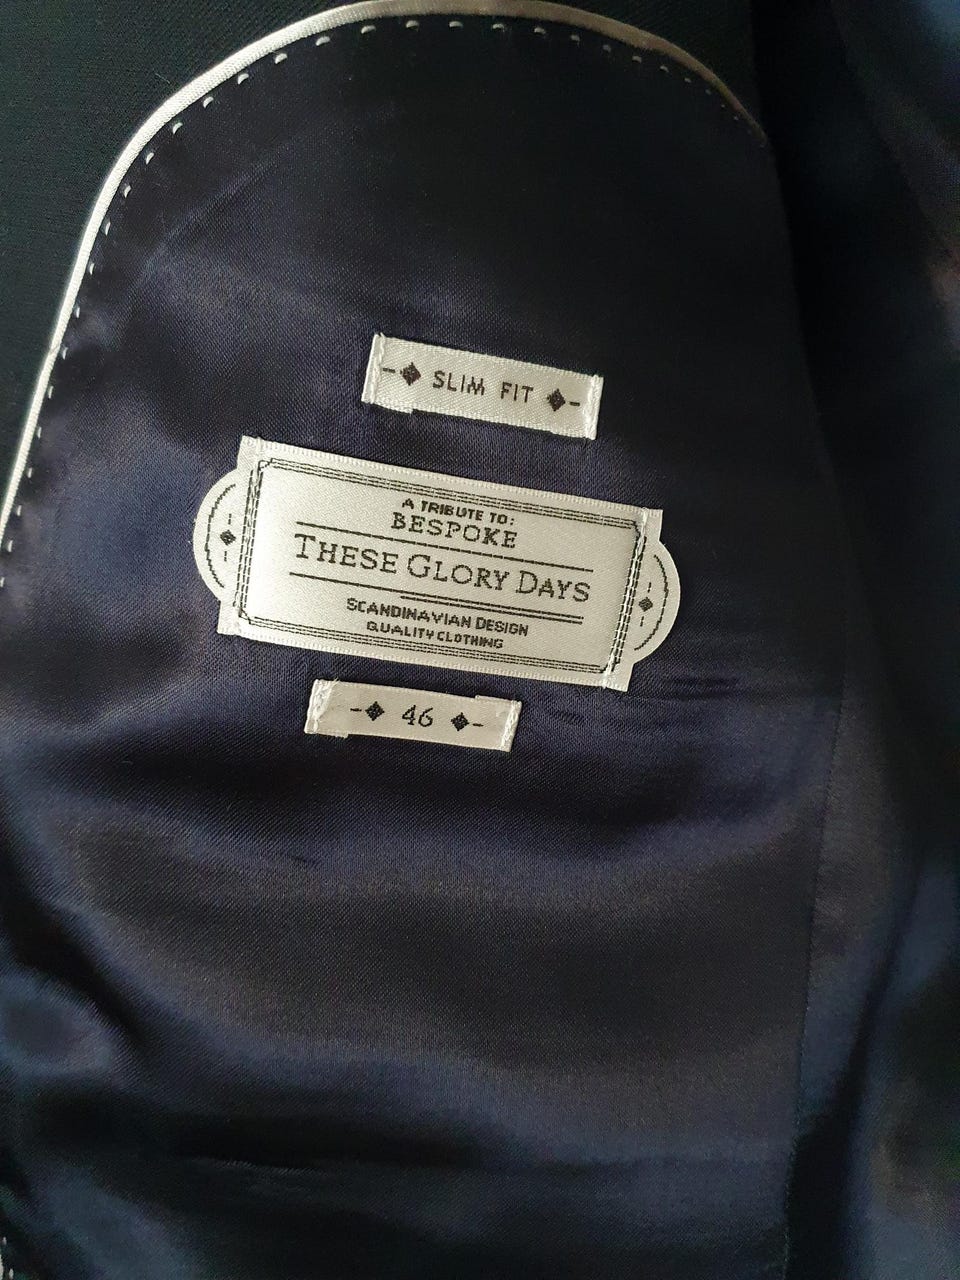 SLIM FIT
A TRIBUTE TO:
BESPOKE
THESE GLORY DAYS
SCANDINAVIAN DESIGN
QUALITY CLOTHING
46